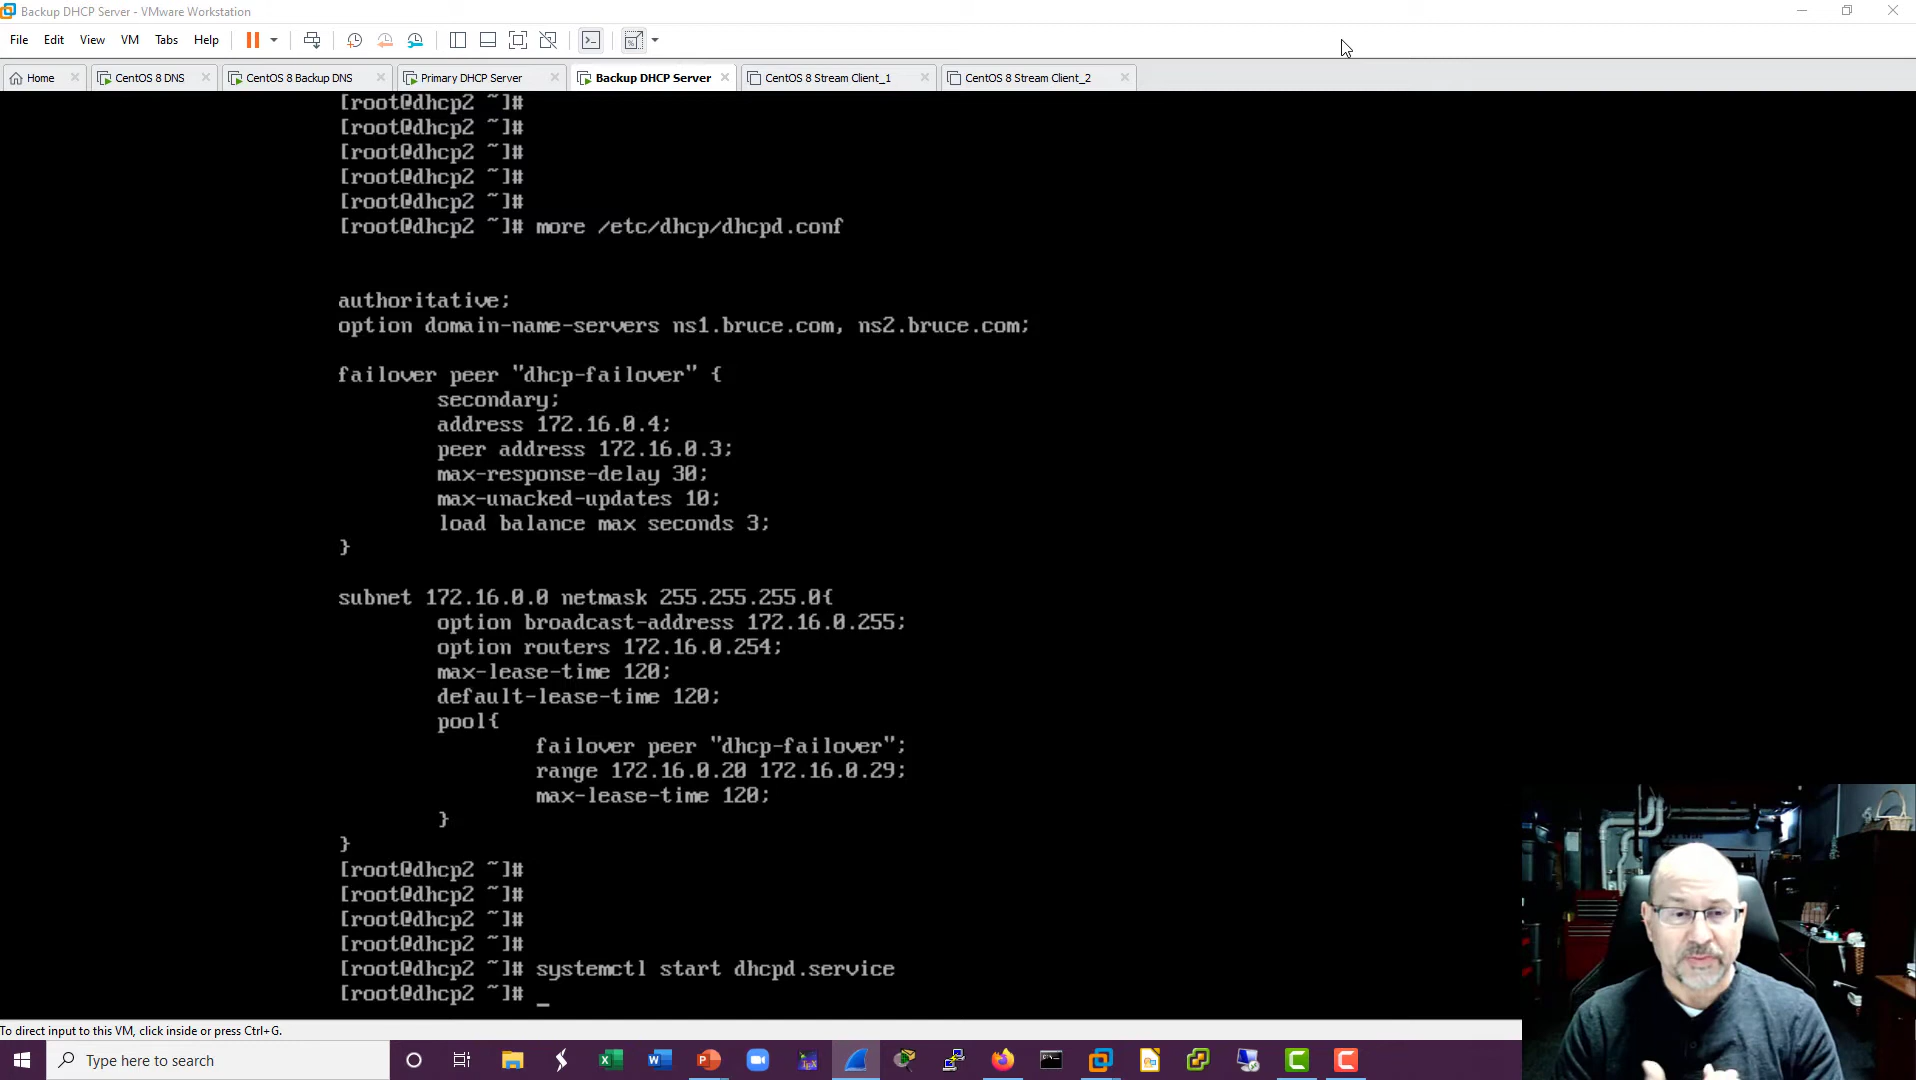 Backup DHCP Server - VMware Workstation
File Edit View VM Tabs Help
Home CentOS 8 DNS CentOS 8 Backup DNS Primary DHCP Server Backup DHCP Server CentOS 8 Stream Client_1 CentOS 8 Stream Client_2
[root@dhcp2 ~]#
[root@dhcp2 ~]#
[root@dhcp2 ~]#
[root@dhcp2 ~]#
[root@dhcp2 ~]#
[root@dhcp2 ~]# more /etc/dhcp/dhcpd.conf
authoritative;
option domain-name-servers ns1.bruce.com, ns2.bruce.com;
failover peer "dhcp-failover" {
secondary;
address 172.16.0.4;
peer address 172.16.0.3;
max-response-delay 30;
max-unacked-updates 10;
load balance max seconds 3;
}
subnet 172.16.0.0 netmask 255.255.255.0{
option broadcast-address 172.16.0.255;
option routers 172.16.0.254;
max-lease-time 120;
default-lease-time 120;
pool{
failover peer "dhcp-failover";
range 172.16.0.20 172.16.0.29;
max-lease-time 120;
}
}
[root@dhcp2 ~]#
[root@dhcp2 ~]#
[root@dhcp2 ~]#
[root@dhcp2 ~]#
[root@dhcp2 ~]# systemctl start dhcpd.service
[root@dhcp2 ~]# _
To direct input to this VM, click inside or press Ctrl+G.
Type here to search